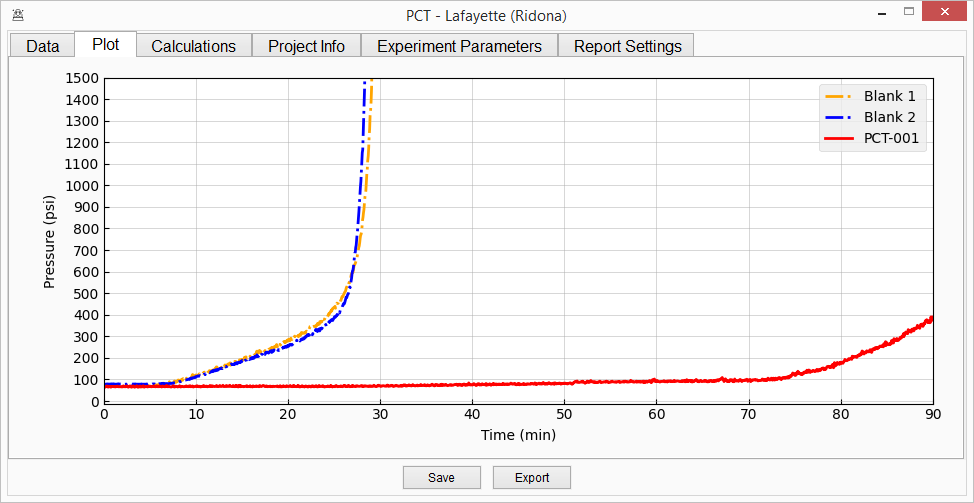 PCT - Lafayette (Ridona)
Data Plot Calculations Project Info Experiment Parameters Report Settings
1500
1400
1300
1200
1100
1000
900
800
700
600
500
400
300
200
100
0
Pressure (psi)
Blank 1
Blank 2
PCT-001
0 10 20 30 40 50 60 70 80 90
Time (min)
Save Export